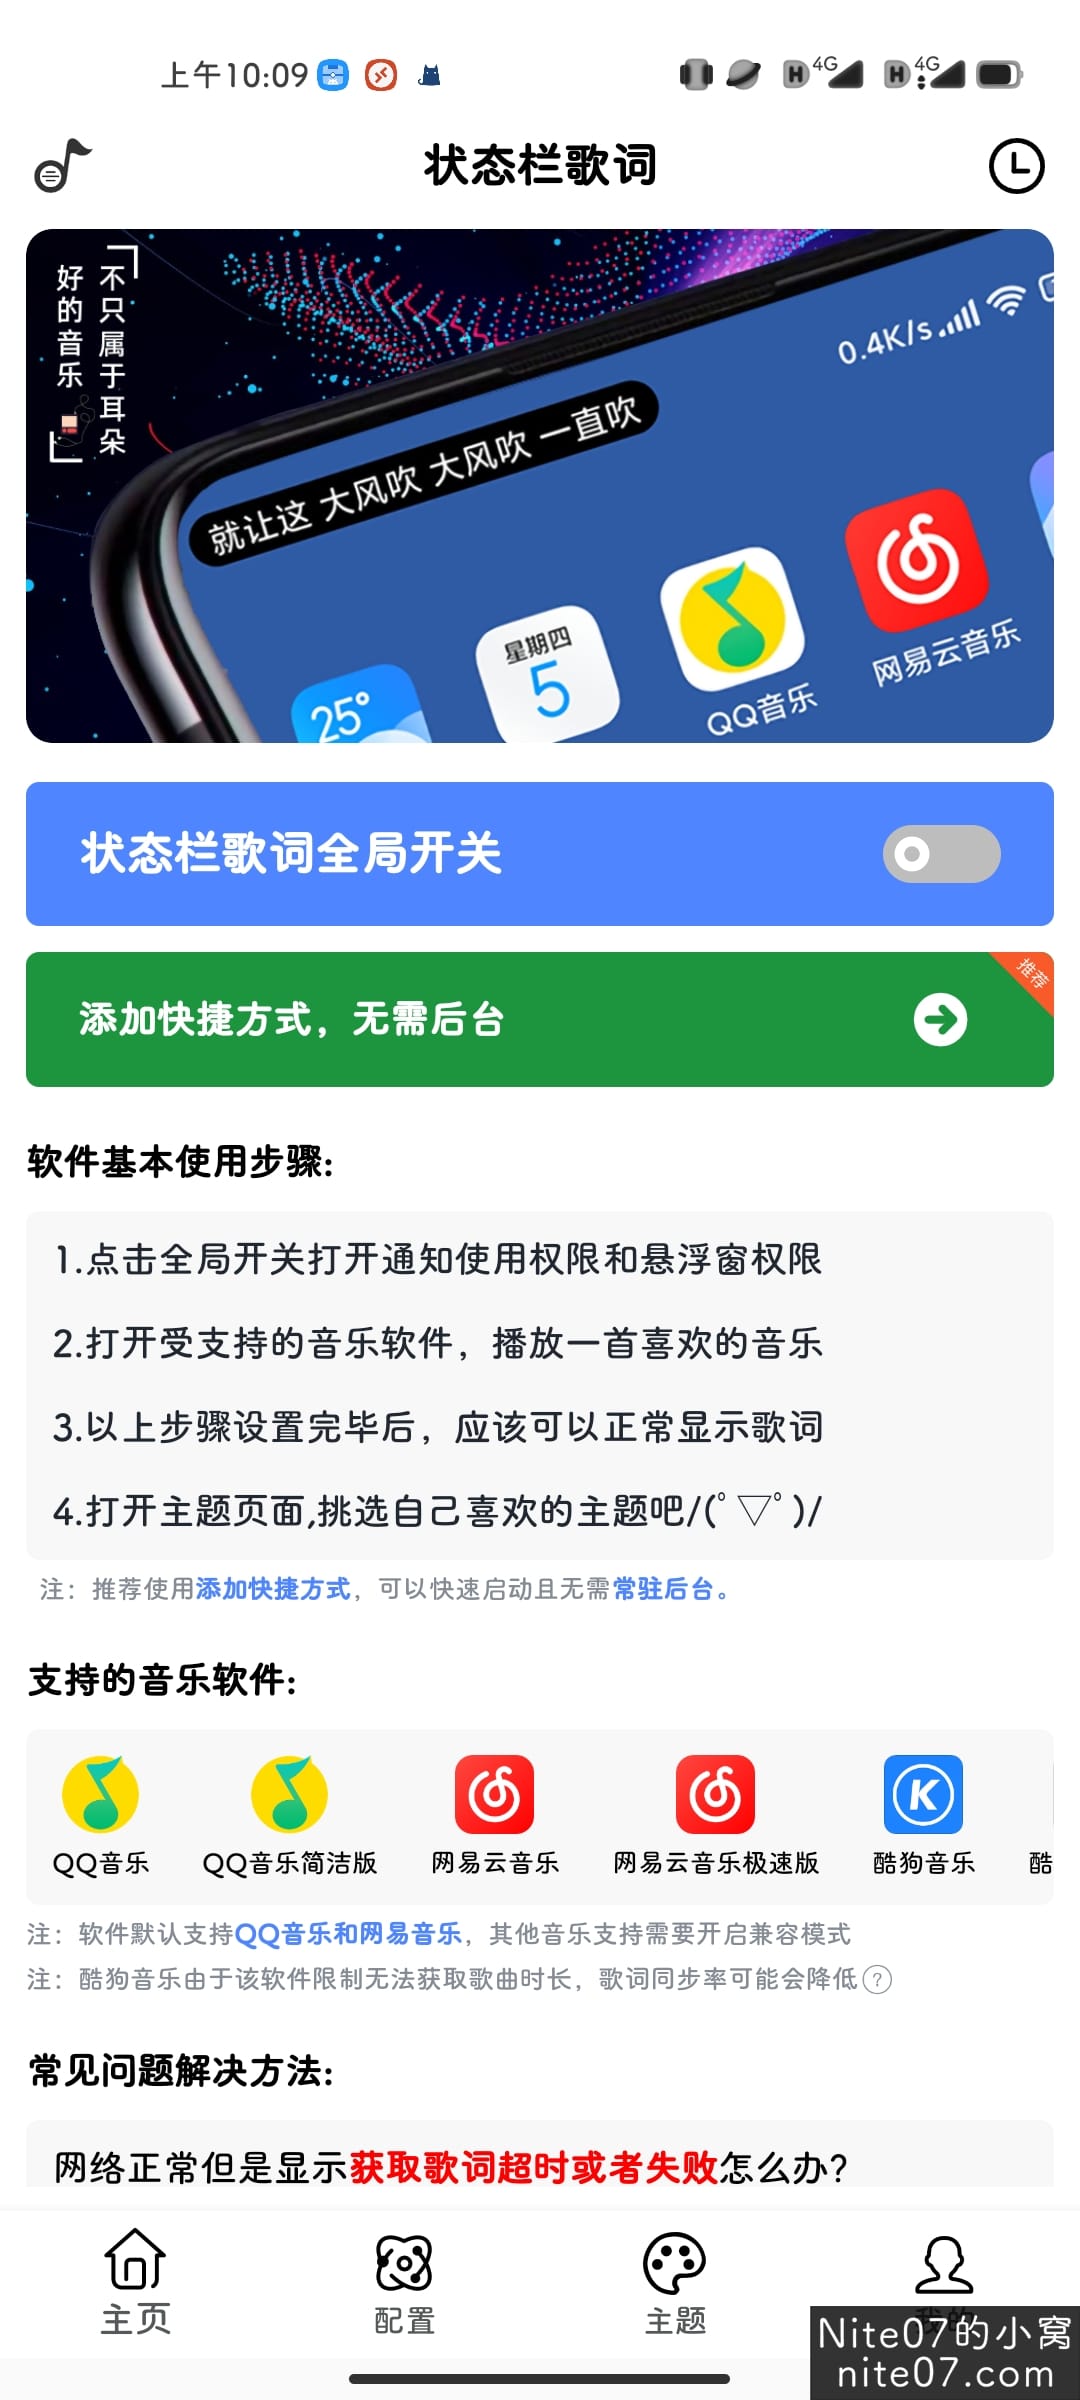 上午10:09
4G
4G
状态栏歌词
不只属于耳朵
好的音乐
0.4K/s
就让这 大风吹 大风吹 一直吹
网易云音乐
星期四
5
QQ音乐
25°
状态栏歌词全局开关
推荐
添加快捷方式，无需后台
软件基本使用步骤:
1.点击全局开关打开通知使用权限和悬浮窗权限
2.打开受支持的音乐软件，播放一首喜欢的音乐
3.以上步骤设置完毕后，应该可以正常显示歌词
4.打开主题页面,挑选自己喜欢的主题吧/(ﾟ▽ﾟ)/
注：推荐使用添加快捷方式，可以快速启动且无需常驻后台。
支持的音乐软件:
QQ音乐 QQ音乐简洁版 网易云音乐 网易云音乐极速版 酷狗音乐 酷
注：软件默认支持QQ音乐和网易音乐，其他音乐支持需要开启兼容模式
注：酷狗音乐由于该软件限制无法获取歌曲时长，歌词同步率可能会降低?
常见问题解决方法:
网络正常但是显示获取歌词超时或者失败怎么办?
主页 配置 主题 我的
Nite07的小窝
nite07.com